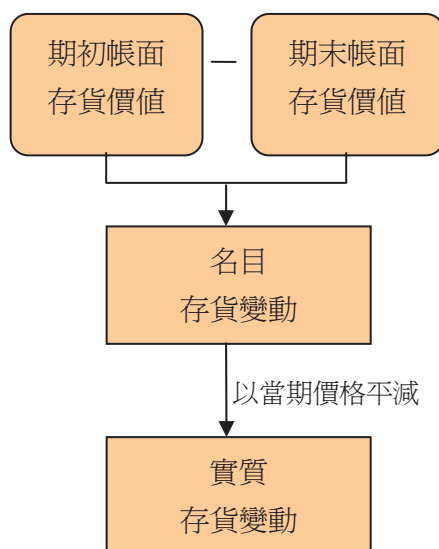 期初帳面
存貨價值
—
期末帳面
存貨價值
名目
存貨變動
以當期價格平減
實質
存貨變動